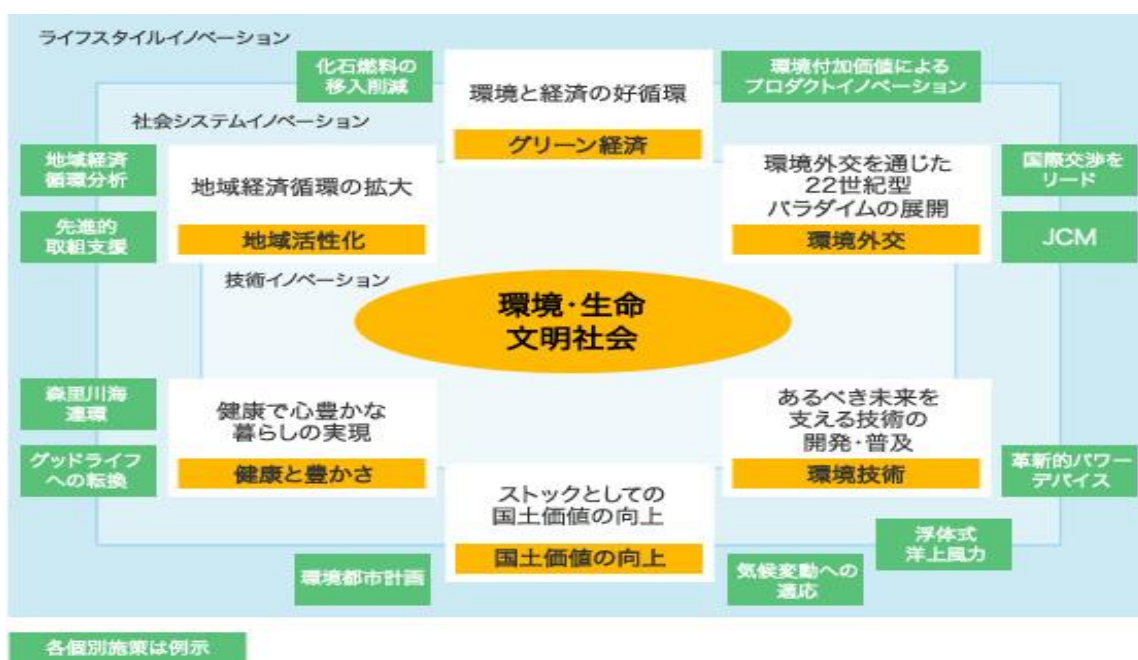 ライフスタイルイノベーション
化石燃料の
移入削減
環境と経済の好循環
グリーン経済
環境付加価値による
プロダクトイノベーション
社会システムイノベーション
地域経済
循環分析
先進的
取組支援
地域経済循環の拡大
地域活性化
環境外交を通じた
22世紀型
パラダイムの展開
環境外交
国際交渉を
リード
JCM
技術イノベーション
環境・生命
文明社会
森里川海
連環
グッドライフ
への転換
健康で心豊かな
暮らしの実現
健康と豊かさ
ストックとしての
国土価値の向上
国土価値の向上
あるべき未来を
支える技術の
開発・普及
環境技術
革新的パワー
デバイス
浮体式
洋上風力
環境都市計画
気候変動への
適応
各個別施策は例示